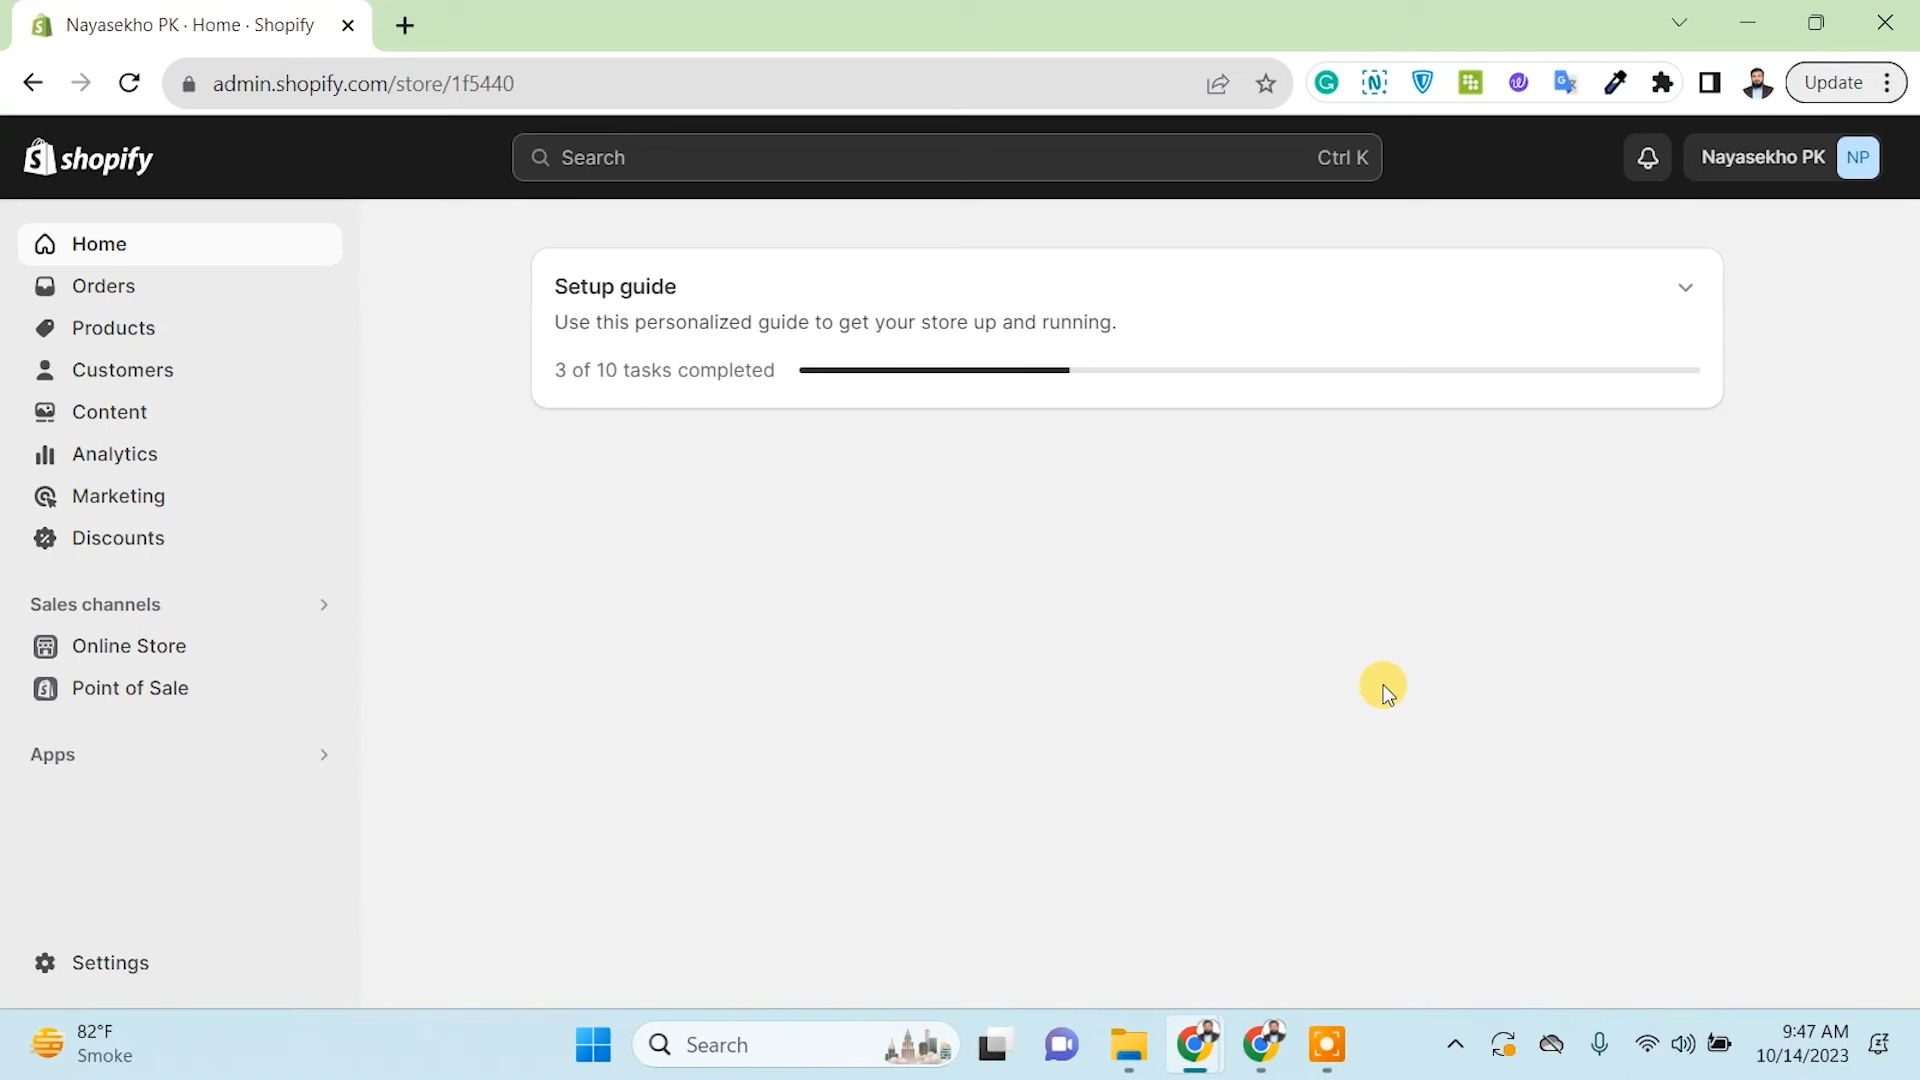 Nayasekho PK · Home · Shopify
admin.shopify.com/store/1f5440
Update
shopify
Search
Ctrl K
Nayasekho PK
NP
Home
Orders
Products
Customers
Content
Analytics
Marketing
Discounts
Sales channels
Online Store
Point of Sale
Apps
Settings
Setup guide
Use this personalized guide to get your store up and running.
3 of 10 tasks completed
82°F
Smoke
Search
9:47 AM
10/14/2023